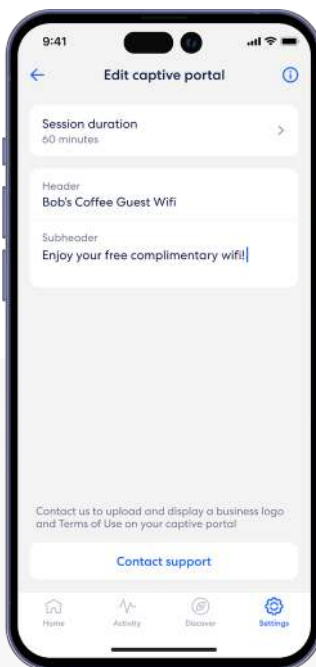 9:41
Edit captive portal
Session duration
60 minutes
Header
Bob's Coffee Guest Wifi
Subheader
Enjoy your free complimentary wifi!
Contact us to upload and display a business logo
and Terms of Use on your captive portal
Contact support
Home Activity Discover Settings